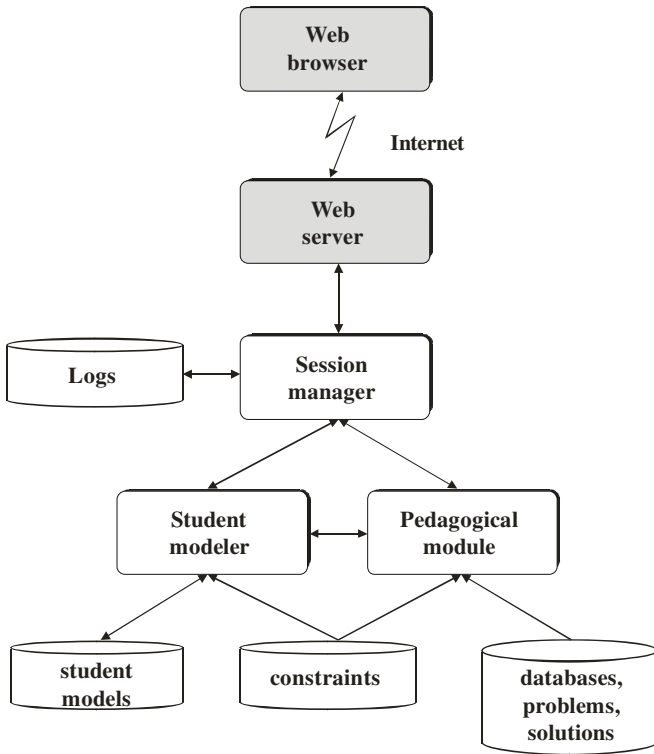 Web
browser
Internet
Web
server
Logs
Session
manager
Student
modeler
Pedagogical
module
student
models
constraints
databases,
problems,
solutions